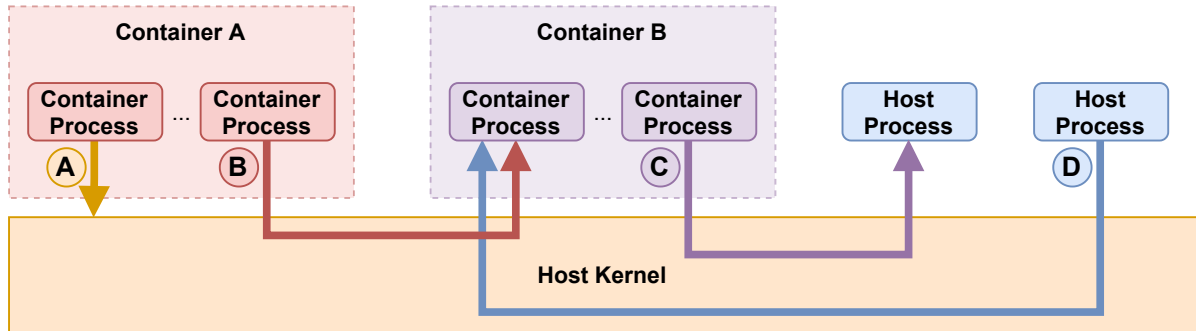 Container A
Container B
Container
Process
...
Container
Process
Container
Process
...
Container
Process
Host
Process
Host
Process
A
B
C
D
Host Kernel